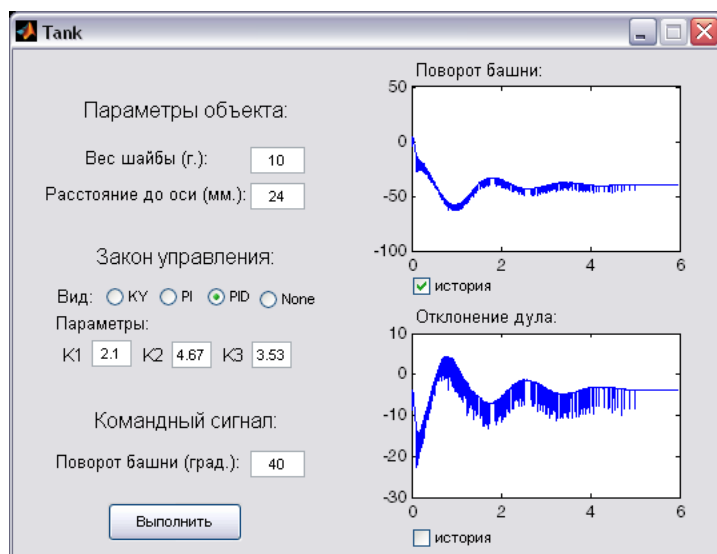 Tank
Параметры объекта:
Вес шайбы (г.): 10
Расстояние до оси (мм.): 24
Закон управления:
Вид: KY PI PID None
Параметры:
K1 2.1 K2 4.67 K3 3.53
Командный сигнал:
Поворот башни (град.): 40
Выполнить
Поворот башни:
50
0
-50
-100
0 2 4 6
история
Отклонение дула:
10
0
-10
-20
-30
0 2 4 6
история